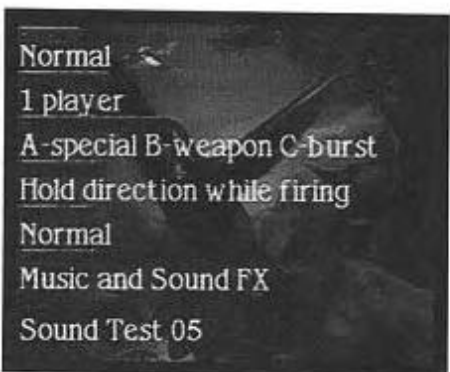 Normal
1 player
A-special B-weapon C-burst
Hold direction while firing
Normal
Music and Sound FX
Sound Test 05